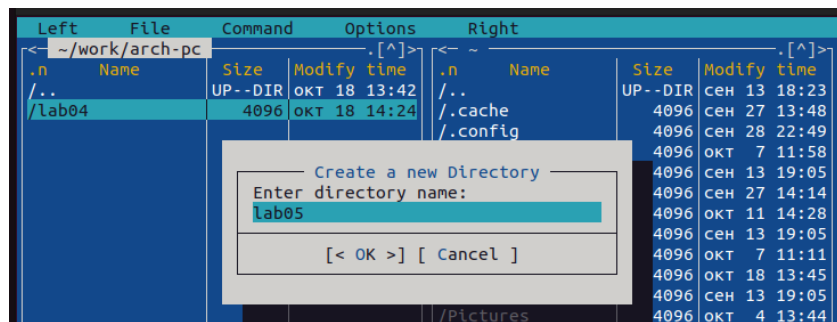 Left File Command Options Right
<— ~/work/arch-pc .[^]> <— ~ .[^]>
.n Name Size Modify time .n Name Size Modify time
/.. UP--DIR окт 18 13:42 /.. UP--DIR сен 13 18:23
/lab04 4096 окт 18 14:24 /.cache 4096 сен 27 13:48
/.config 4096 сен 28 22:49
4096 окт 7 11:58
Create a new Directory 4096 сен 13 19:05
Enter directory name: 4096 сен 27 14:14
lab05 4096 окт 11 14:28
4096 сен 13 19:05
[< OK >] [ Cancel ] 4096 окт 7 11:11
4096 окт 18 13:45
4096 сен 13 19:05
/Pictures 4096 окт 4 13:44